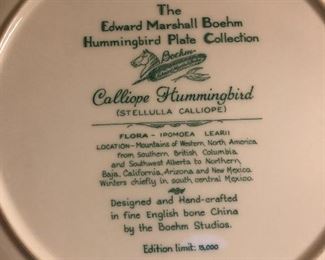 The
Edward Marshall Boehm
Hummingbird Plate Collection
Boehm
Calliope Hummingbird
(STELLULLA CALLIOPE)
FLORA - IPOMOEA LEARII
LOCATION - Mountains of Western, North America
from Southern, British, Columbia
and Southwest Alberta to Northern,
Baja, California, Arizona and New Mexico.
Winters chiefly in south, central Mexico.
Designed and Hand-crafted
in fine English bone China
by the Boehm Studios.
Edition limit: 15,000